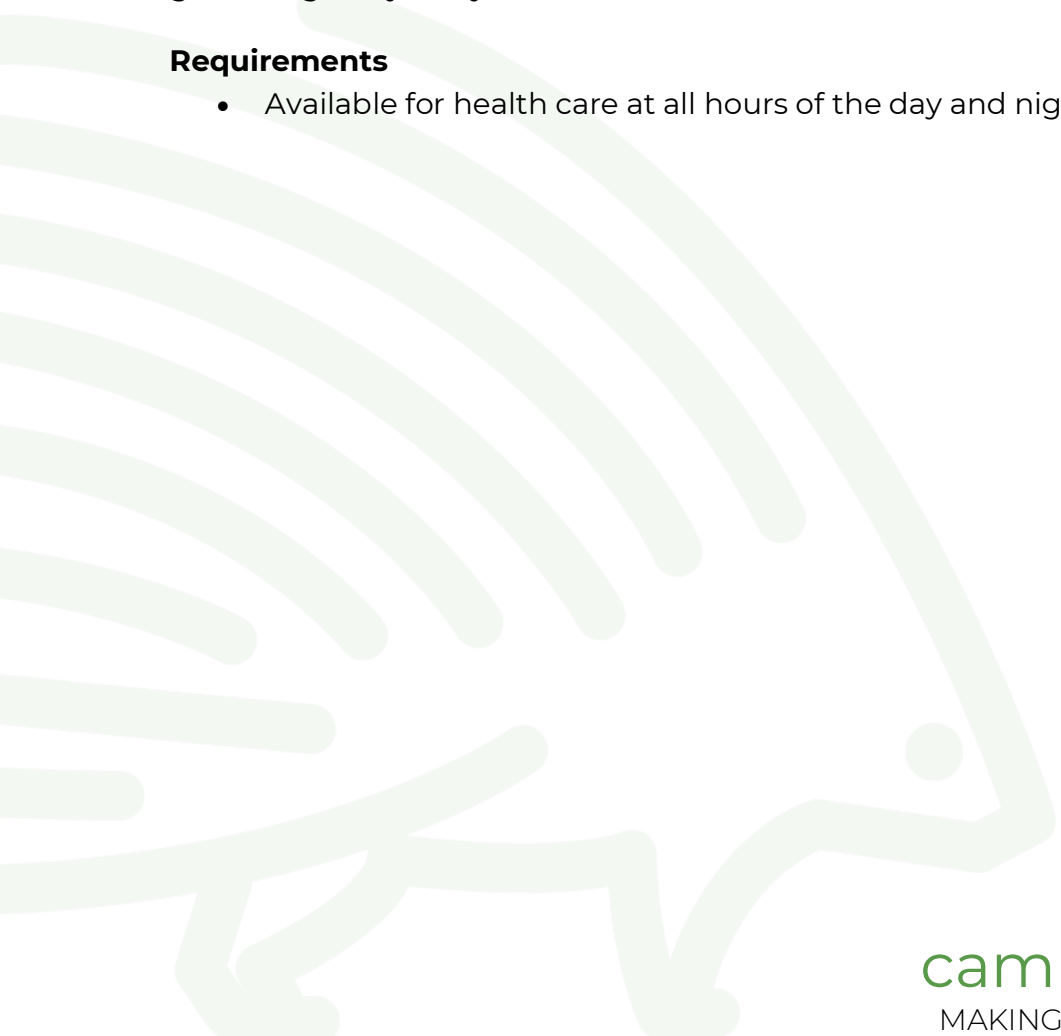 Requirements
• Available for health care at all hours of the day and nig
cam
MAKING